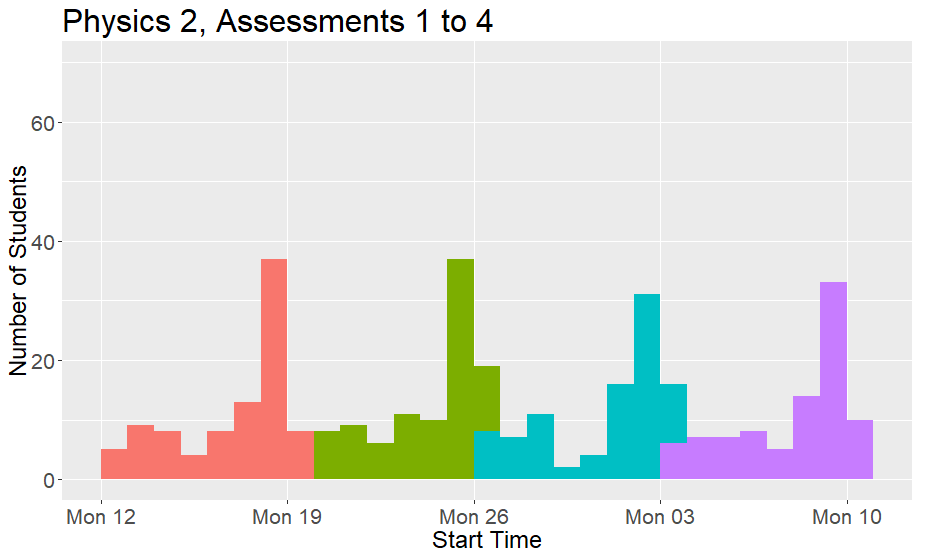 Physics 2, Assessments 1 to 4
Number of Students
60
40
20
0
Mon 12 Mon 19 Mon 26 Mon 03 Mon 10
Start Time